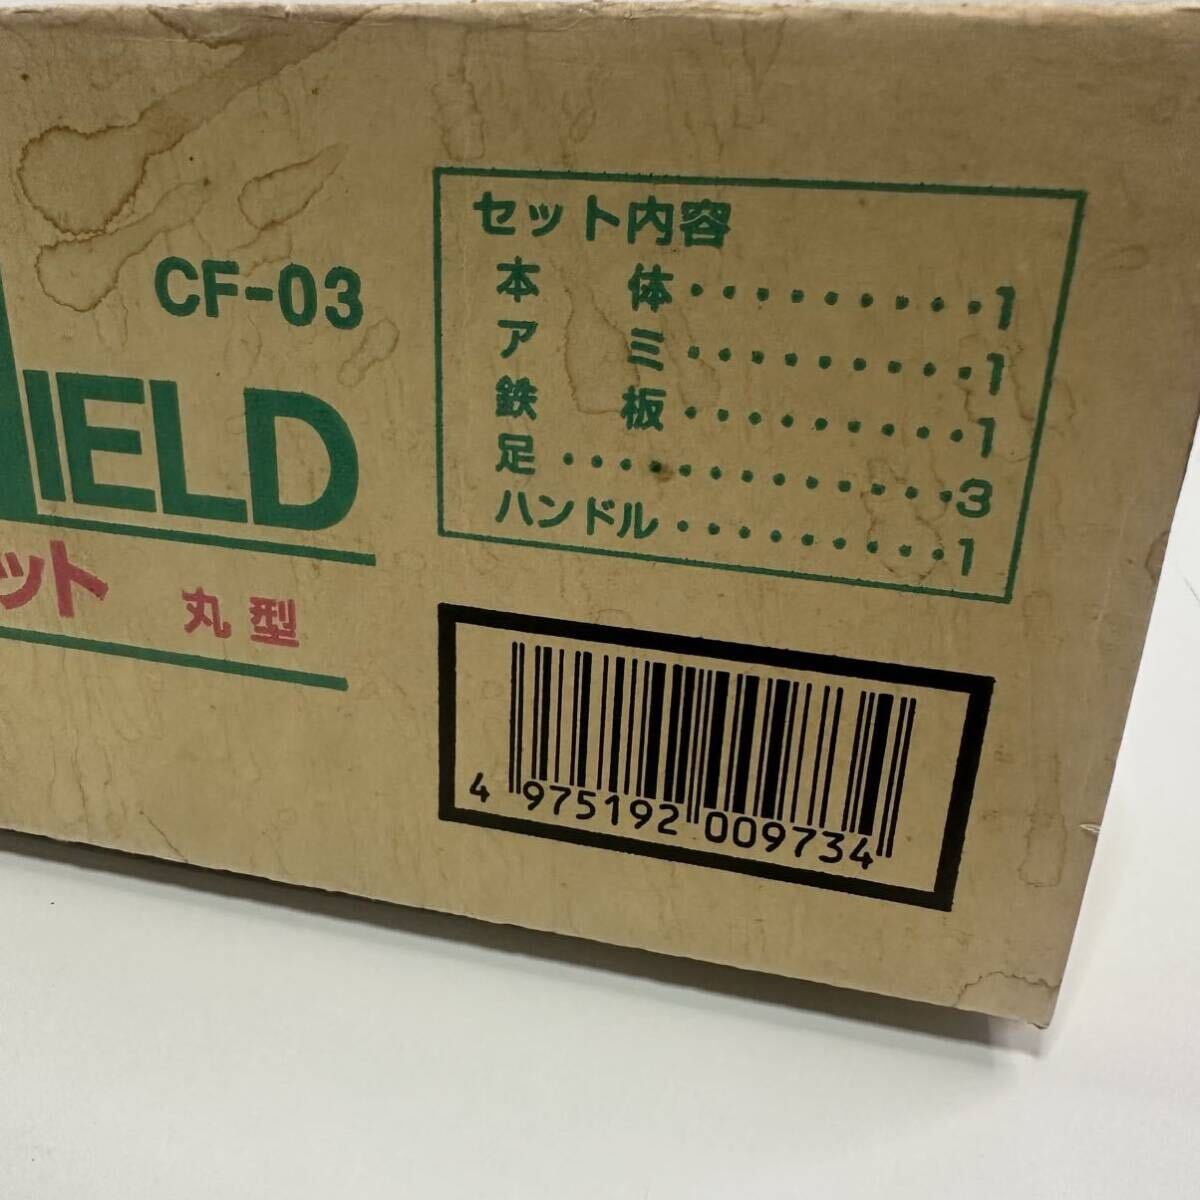 CF-03
IELD
ット 丸型
セット内容
本 体・・・・・・・・・・1
ア ミ・・・・・・・・・・1
鉄 板・・・・・・・・・・1
足・・・・・・・・・・・・・3
ハンドル・・・・・・・・・1
4 975192 009734